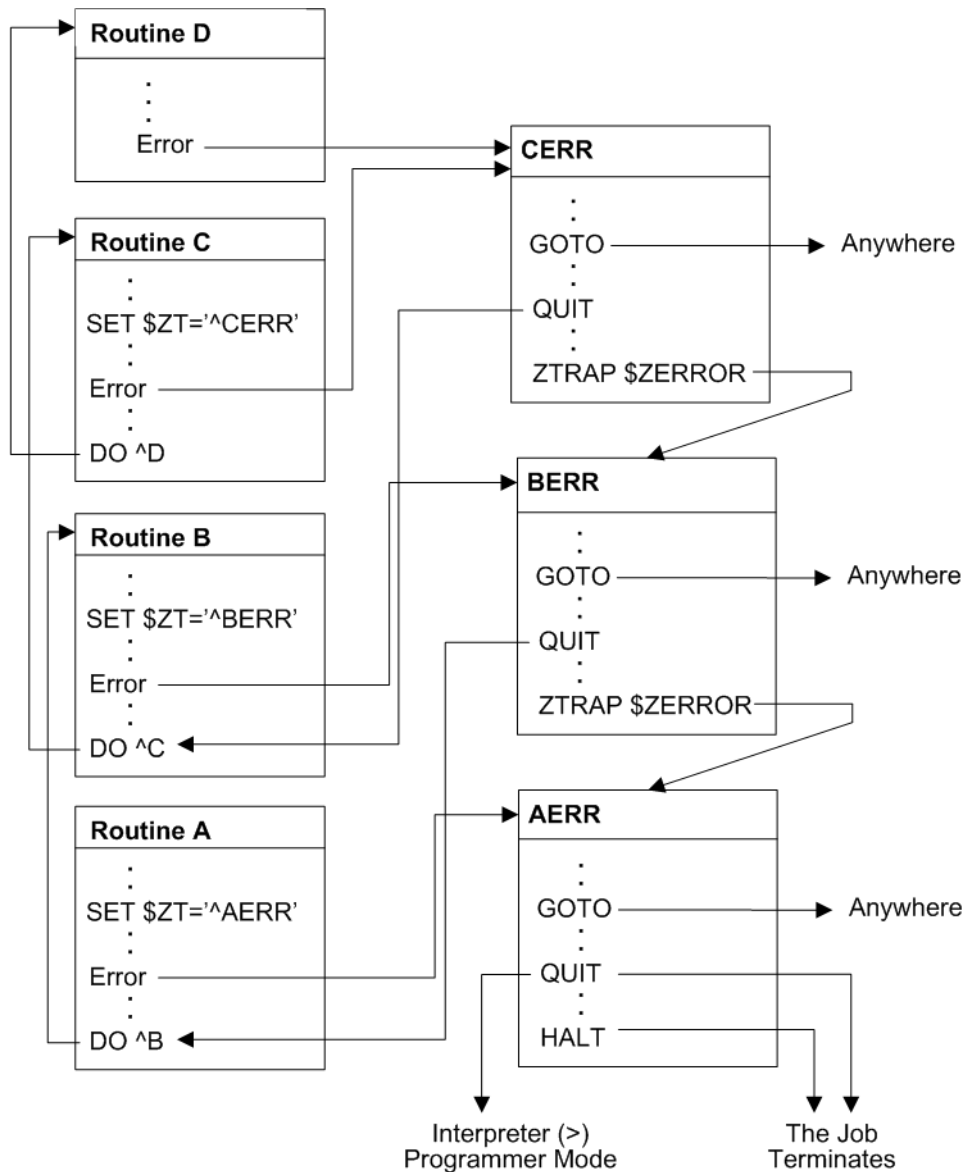 Routine D
Error
CERR
GOTO
Anywhere
QUIT
ZTRAP $ZERROR
Routine C
SET $ZT='^CERR'
Error
DO ^D
BERR
GOTO
Anywhere
QUIT
ZTRAP $ZERROR
Routine B
SET $ZT='^BERR'
Error
DO ^C
AERR
GOTO
Anywhere
QUIT
HALT
Routine A
SET $ZT='^AERR'
Error
DO ^B
Interpreter (>)
Programmer Mode
The Job
Terminates